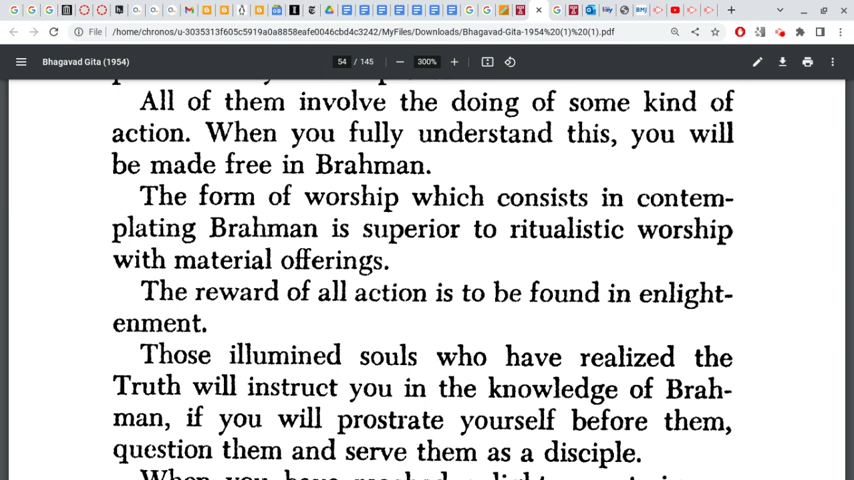 File
/home/chronos/u-3035313f605c5919a0a8858eafe0046cbd4c3242/MyFiles/Downloads/Bhagavad-Gita-1954%20(1)%20(1).pdf
Bhagavad Gita (1954)
54 / 145
300%
All of them involve the doing of some kind of
action. When you fully understand this, you will
be made free in Brahman.
The form of worship which consists in contem-
plating Brahman is superior to ritualistic worship
with material offerings.
The reward of all action is to be found in enlight-
enment.
Those illumined souls who have realized the
Truth will instruct you in the knowledge of Brah-
man, if you will prostrate yourself before them,
question them and serve them as a disciple.